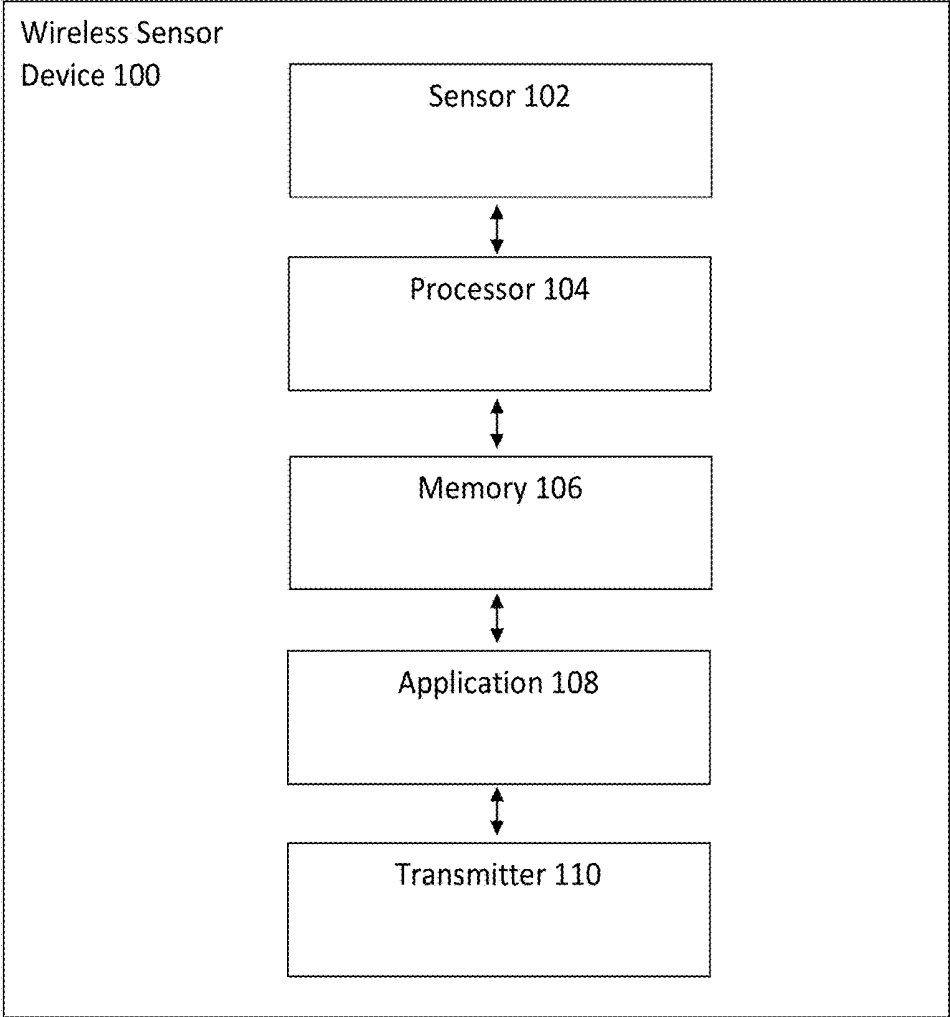 Wireless Sensor
Device 100
Sensor 102
Processor 104
Memory 106
Application 108
Transmitter 110